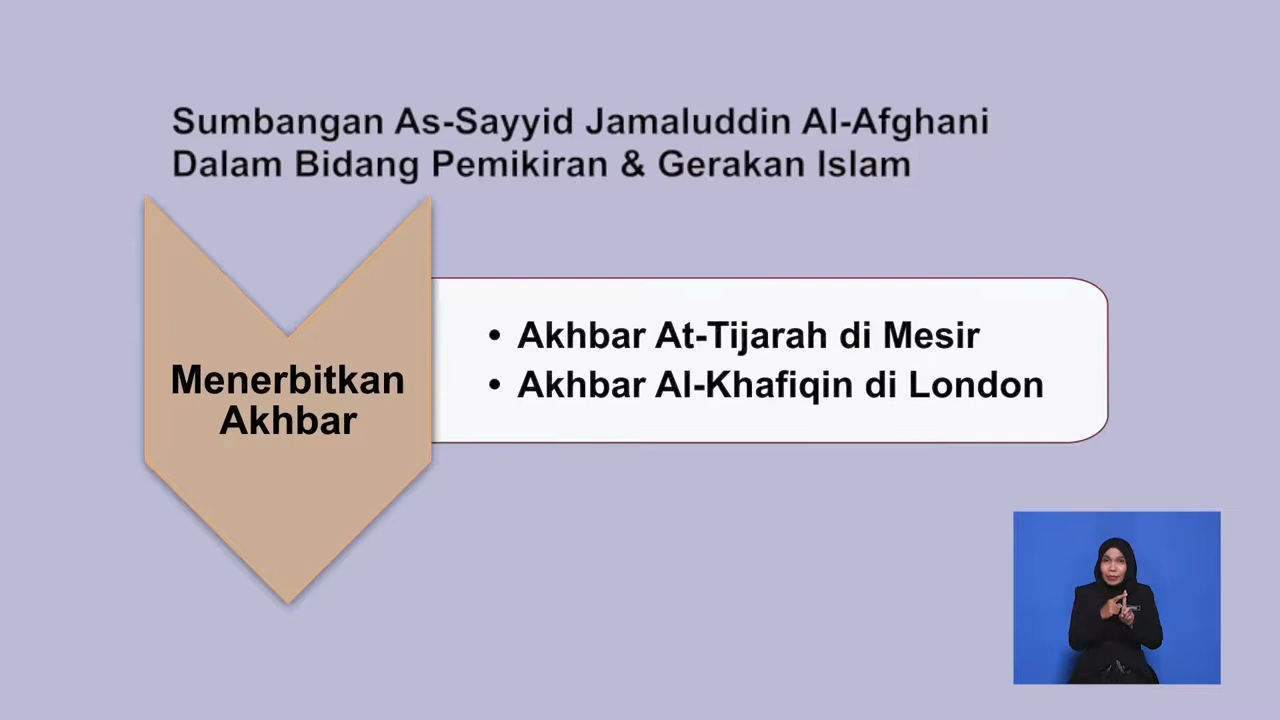 Sumbangan As-Sayyid Jamaluddin Al-Afghani
Dalam Bidang Pemikiran & Gerakan Islam
Menerbitkan
Akhbar
• Akhbar At-Tijarah di Mesir
• Akhbar Al-Khafiqin di London